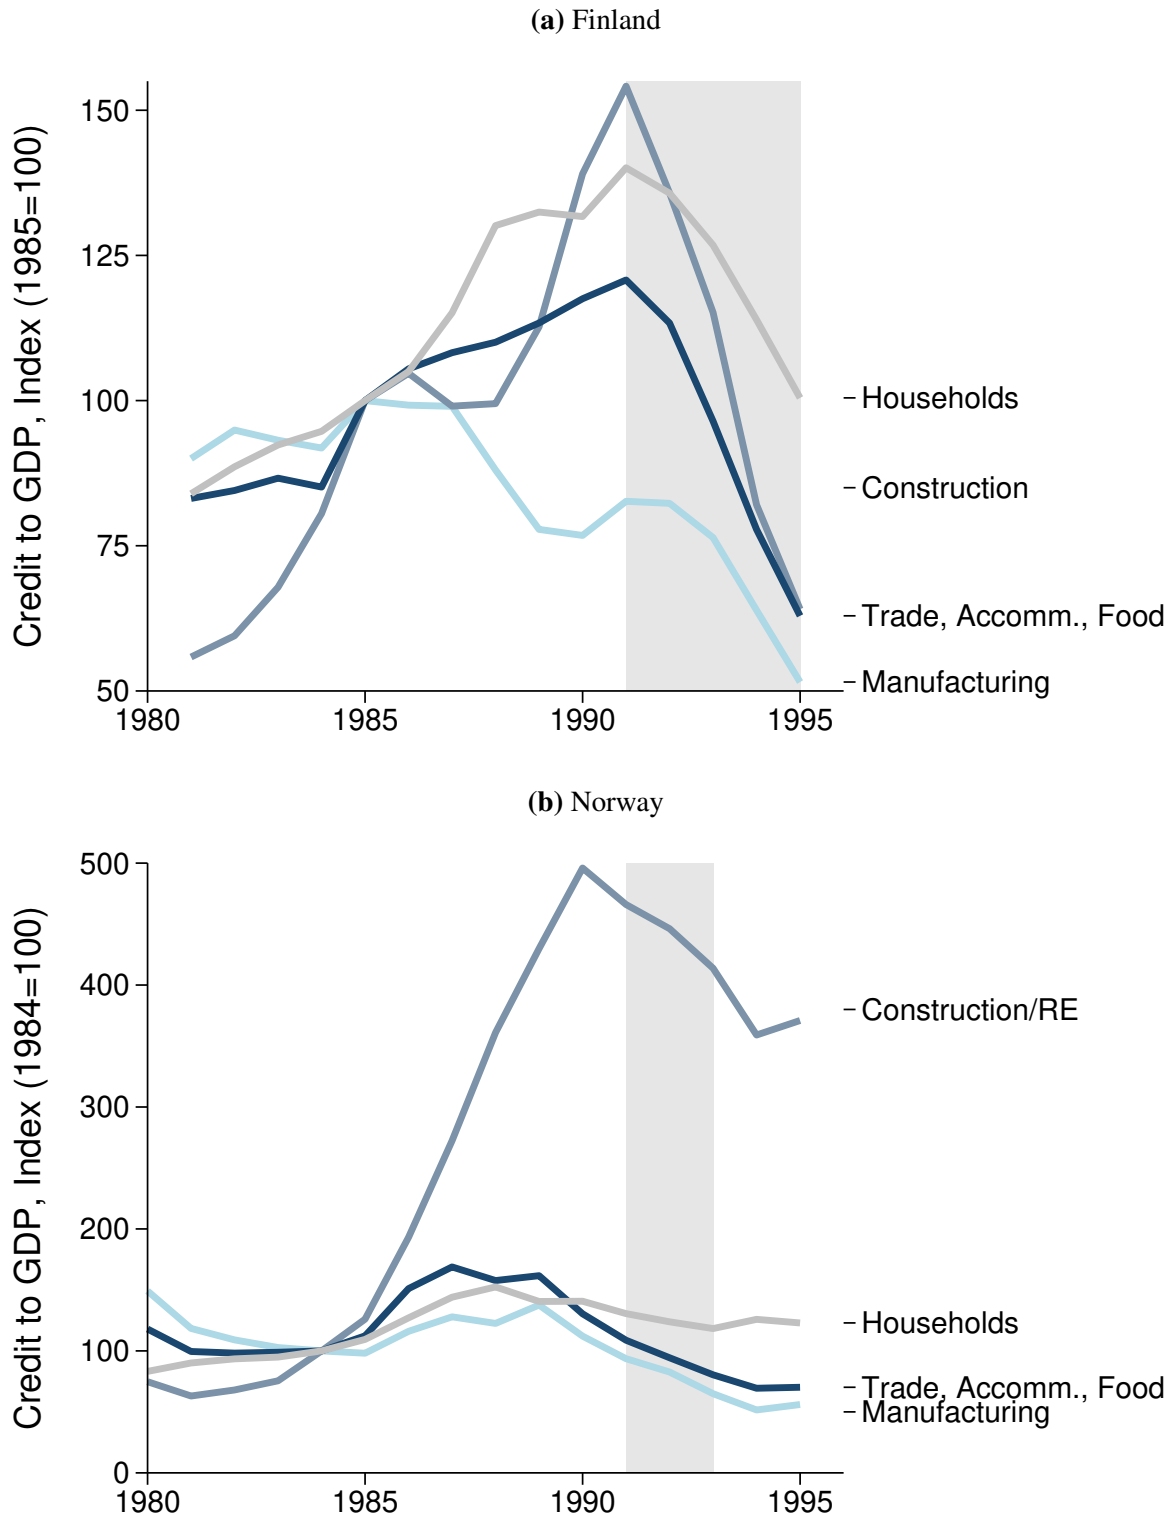 (a) Finland
Credit to GDP, Index (1985=100)
150
125
100
75
50
1980
1985
1990
1995
Households
Construction
Trade, Accomm., Food
Manufacturing
(b) Norway
Credit to GDP, Index (1984=100)
500
400
300
200
100
0
1980
1985
1990
1995
Construction/RE
Households
Trade, Accomm., Food
Manufacturing